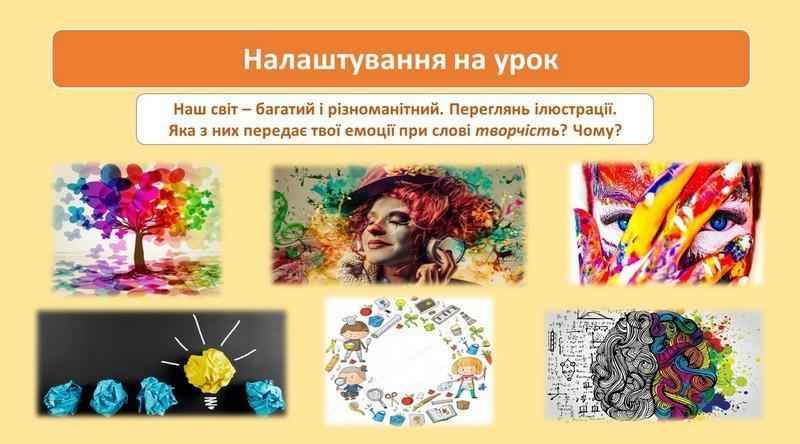 Налаштування на урок
Наш світ – багатий і різноманітний. Переглянь ілюстрації.
Яка з них передає твої емоції при слові творчість? Чому?